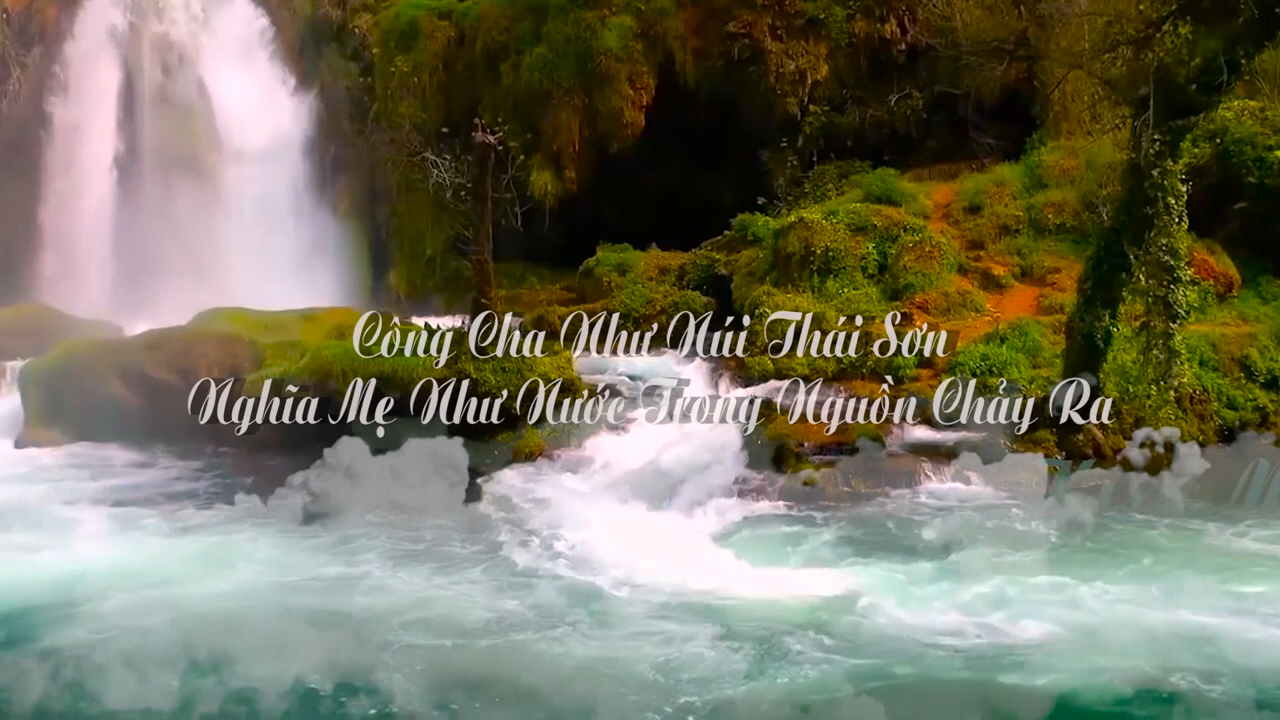 Công Cha Như Núi Thái Sơn
Nghĩa Mẹ Như Nước Trong Nguồn Chảy Ra